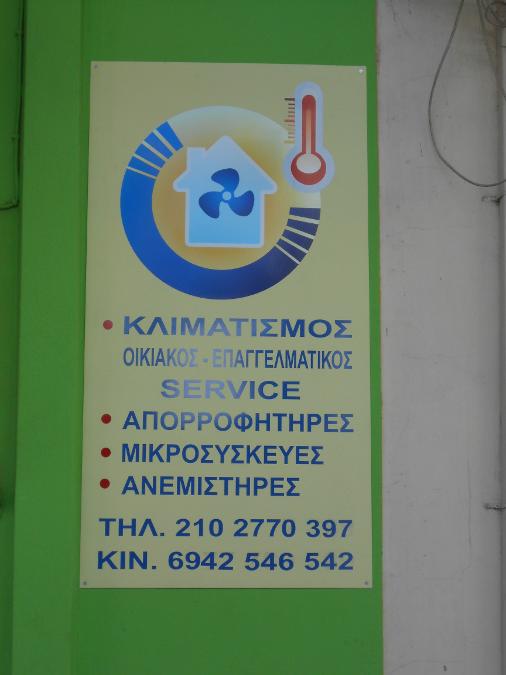 • ΚΛΙΜΑΤΙΣΜΟΣ
ΟΙΚΙΑΚΟΣ - ΕΠΑΓΓΕΛΜΑΤΙΚΟΣ
SERVICE
• ΑΠΟΡΡΟΦΗΤΗΡΕΣ
• ΜΙΚΡΟΣΥΣΚΕΥΕΣ
• ΑΝΕΜΙΣΤΗΡΕΣ
ΤΗΛ. 210 2770 397
ΚΙΝ. 6942 546 542